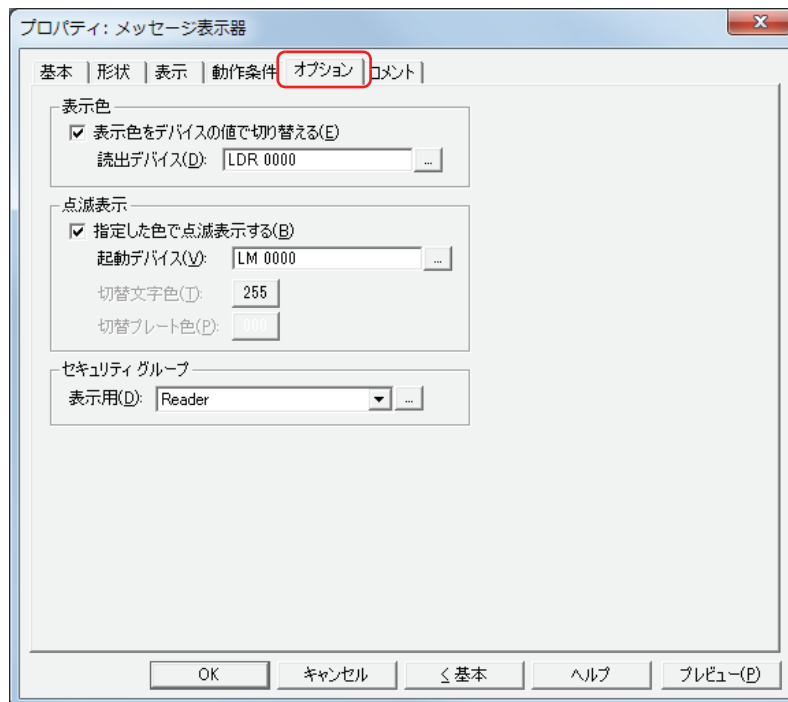 プロパティ: メッセージ表示器
基本 形状 表示 動作条件 オプション コメント
表示色
表示色をデバイスの値で切り替える(E)
読出デバイス(D): LDR 0000 ...
点滅表示
指定した色で点滅表示する(B)
起動デバイス(V): LM 0000 ...
切替文字色(T): 255
切替プレート色(P): 000
セキュリティ グループ
表示用(D): Reader ...
OK キャンセル < 基本 ヘルプ プレビュー(P)